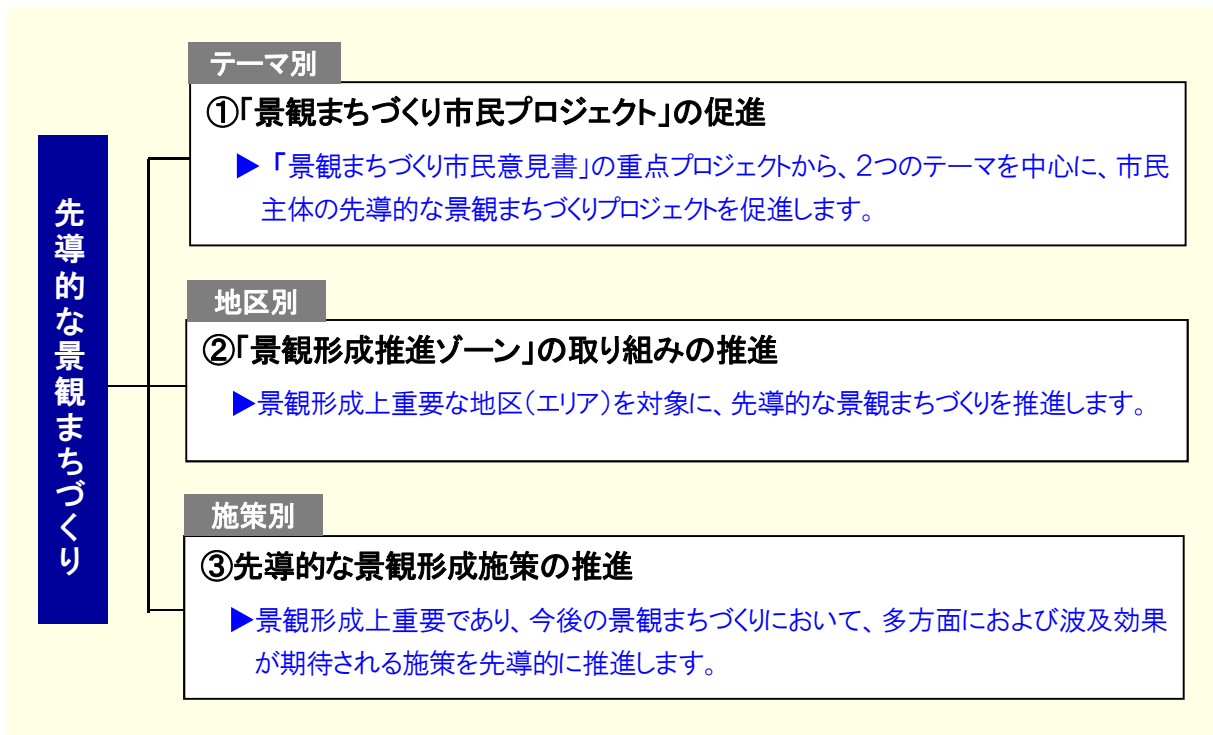 先導的な景観まちづくり
テーマ別
①「景観まちづくり市民プロジェクト」の促進
▶「景観まちづくり市民意見書」の重点プロジェクトから、2つのテーマを中心に、市民
主体の先導的な景観まちづくりプロジェクトを促進します。
地区別
②「景観形成推進ゾーン」の取り組みの推進
▶景観形成上重要な地区（エリア）を対象に、先導的な景観まちづくりを推進します。
施策別
③先導的な景観形成施策の推進
▶景観形成上重要であり、今後の景観まちづくりにおいて、多方面におよび波及効果
が期待される施策を先導的に推進します。